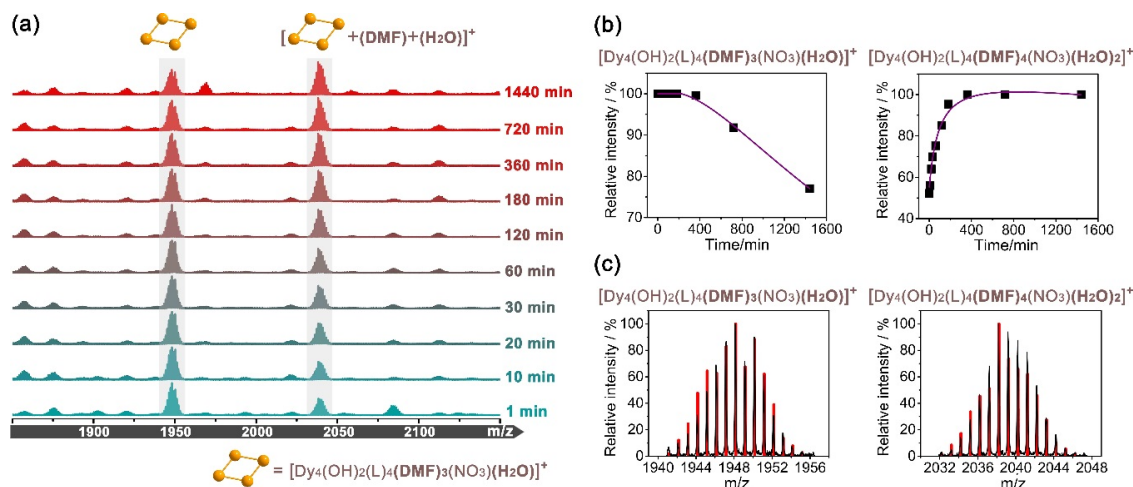 (a)
[ +(DMF)+(H₂O)]⁺
1440 min
720 min
360 min
180 min
120 min
60 min
30 min
20 min
10 min
1 min
1900 1950 2000 2050 2100 m/z
= [Dy₄(OH)₂(L)₄(DMF)₃(NO₃)(H₂O)]⁺
(b)
[Dy₄(OH)₂(L)₄(DMF)₃(NO₃)(H₂O)]⁺
Relative intensity / %
100
90
80
70
0 400 800 1200 1600
Time/min
[Dy₄(OH)₂(L)₄(DMF)₄(NO₃)(H₂O)₂]⁺
Relative intensity / %
100
80
60
40
0 400 800 1200 1600
Time/min
(c)
[Dy₄(OH)₂(L)₄(DMF)₃(NO₃)(H₂O)]⁺
Relative intensity / %
100
80
60
40
20
0
1940 1944 1948 1952 1956
m/z
[Dy₄(OH)₂(L)₄(DMF)₄(NO₃)(H₂O)₂]⁺
Relative intensity / %
100
80
60
40
20
0
2032 2036 2040 2044 2048
m/z